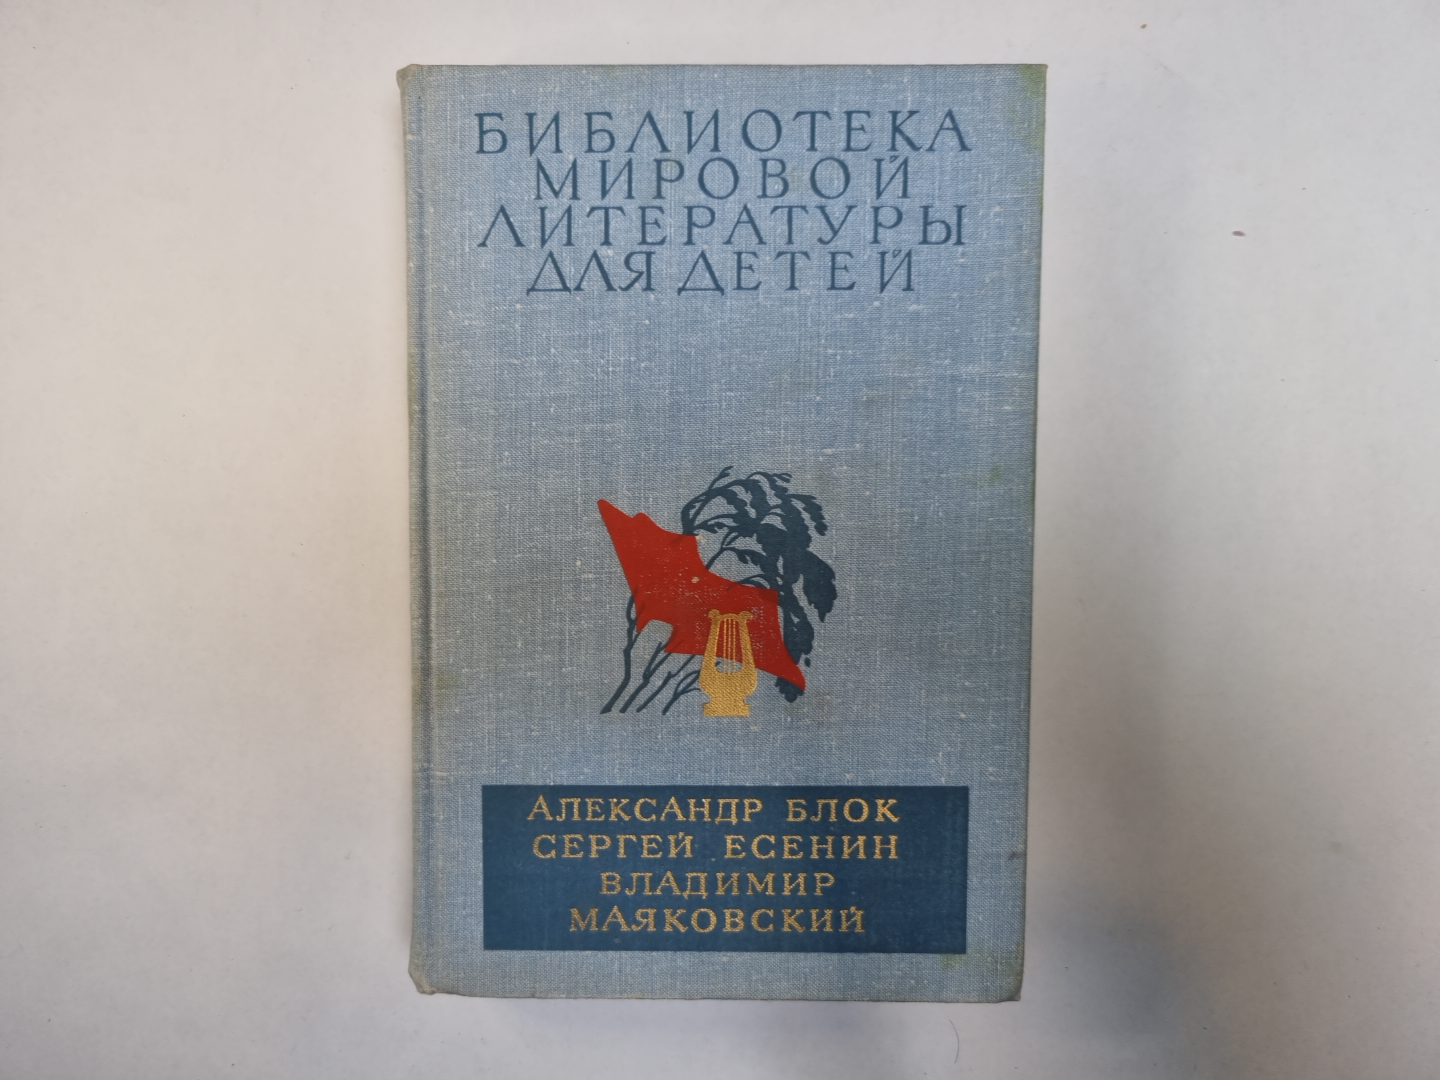 БИБЛИОТЕКА
МИРОВОЙ
ЛИТЕРАТУРЫ
ДЛЯ ДЕТЕЙ
АЛЕКСАНДР БЛОК
СЕРГЕЙ ЕСЕНИН
ВЛАДИМИР
МАЯКОВСКИЙ